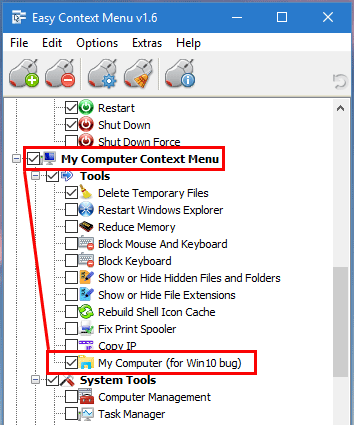 Easy Context Menu v1.6
File Edit Options Extras Help
Restart
Shut Down
Shut Down Force
My Computer Context Menu
Tools
Delete Temporary Files
Restart Windows Explorer
Reduce Memory
Block Mouse And Keyboard
Block Keyboard
Show or Hide Hidden Files and Folders
Show or Hide File Extensions
Rebuild Shell Icon Cache
Fix Print Spooler
IP Copy IP
My Computer (for Win10 bug)
System Tools
Computer Management
Task Manager